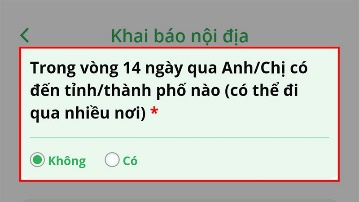 Khai báo nội địa
Trong vòng 14 ngày qua Anh/Chị có
đến tỉnh/thành phố nào (có thể đi
qua nhiều nơi) *
Không Có